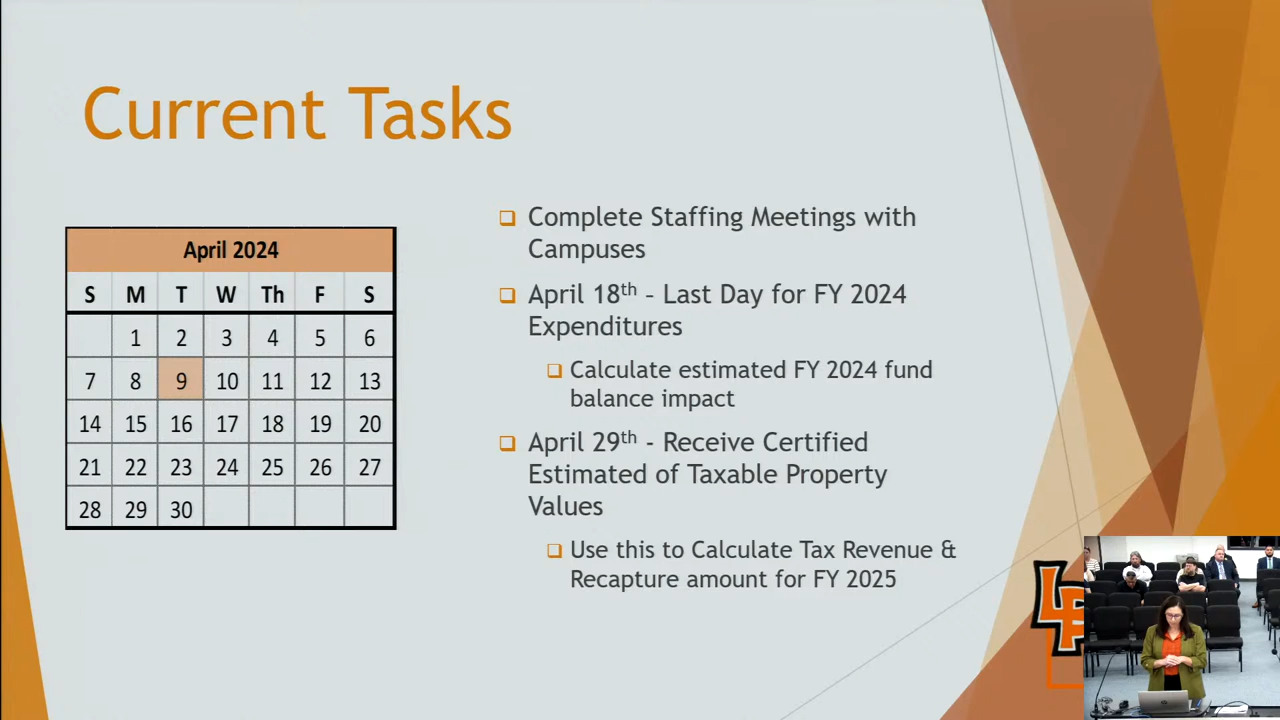 Current Tasks
April 2024
S M T W Th F S
1 2 3 4 5 6
7 8 9 10 11 12 13
14 15 16 17 18 19 20
21 22 23 24 25 26 27
28 29 30
❑ Complete Staffing Meetings with
Campuses
❑ April 18th – Last Day for FY 2024
Expenditures
❑ Calculate estimated FY 2024 fund
balance impact
❑ April 29th - Receive Certified
Estimated of Taxable Property
Values
❑ Use this to Calculate Tax Revenue &
Recapture amount for FY 2025